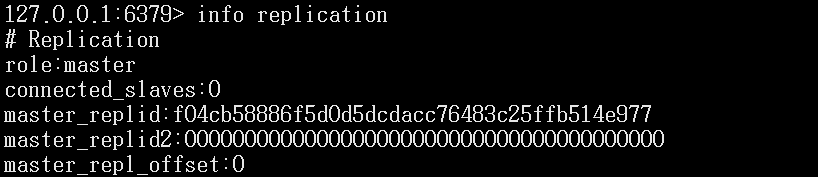 127.0.0.1:6379> info replication
# Replication
role:master
connected_slaves:0
master_replid:f04cb58886f5d0d5dcdacc76483c25ffb514e977
master_replid2:0000000000000000000000000000000000000000
master_repl_offset:0